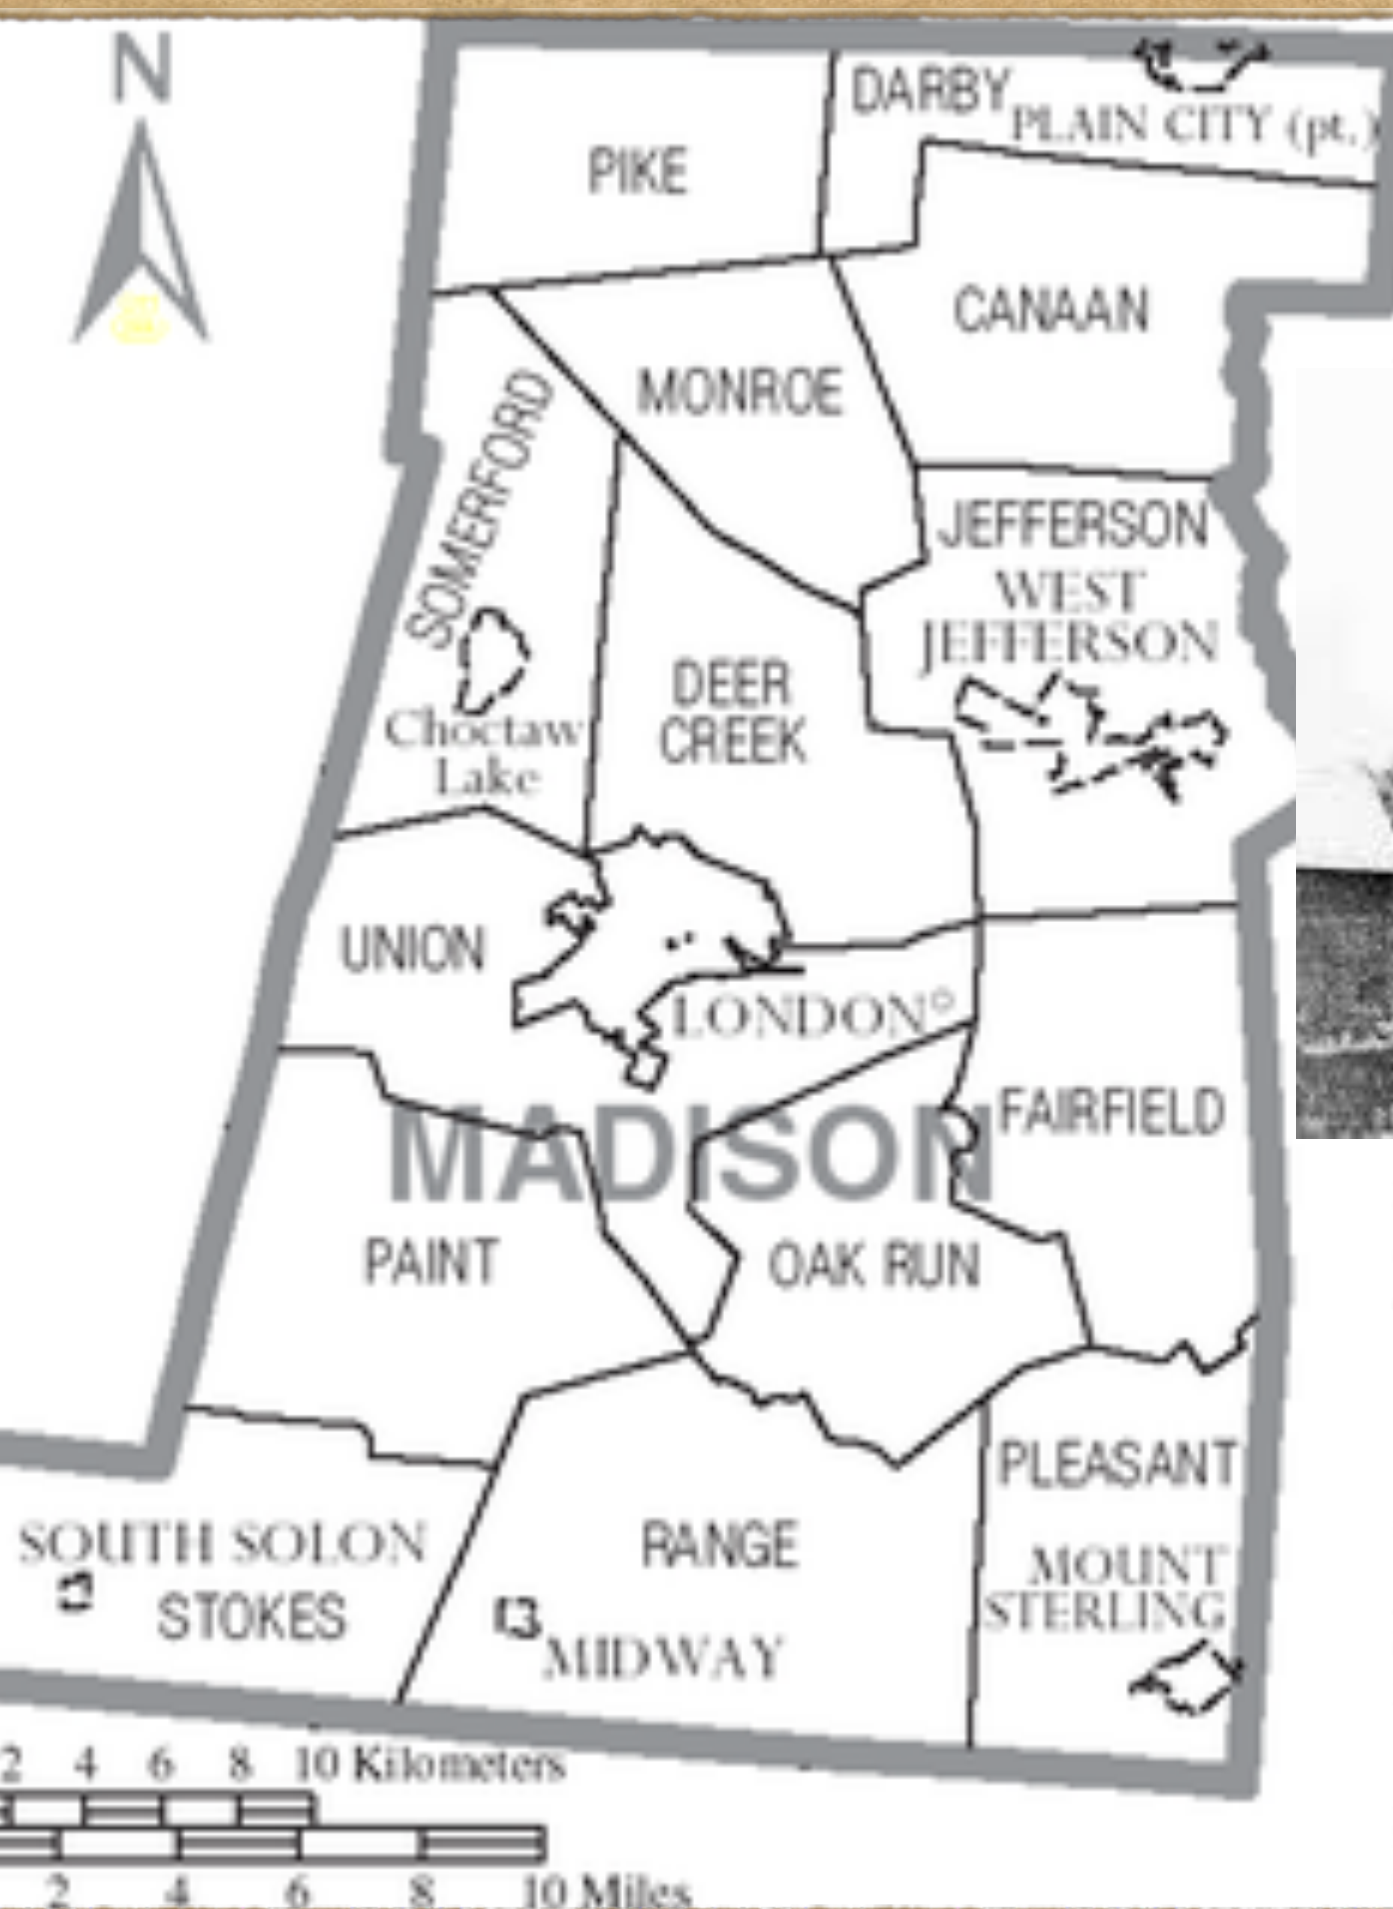 N
DARBY
PLAIN CITY (pt.)
PIKE
CANAAN
MONROE
SOMERFORD
JEFFERSON
WEST
JEFFERSON
DEER
CREEK
Choctaw
Lake
UNION
LONDON°
MADISON
FAIRFIELD
PAINT
OAK RUN
PLEASANT
SOUTH SOLON
RANGE
MOUNT
STERLING
STOKES
MIDWAY
2 4 6 8 10 Kilometers
2 4 6 8 10 Miles